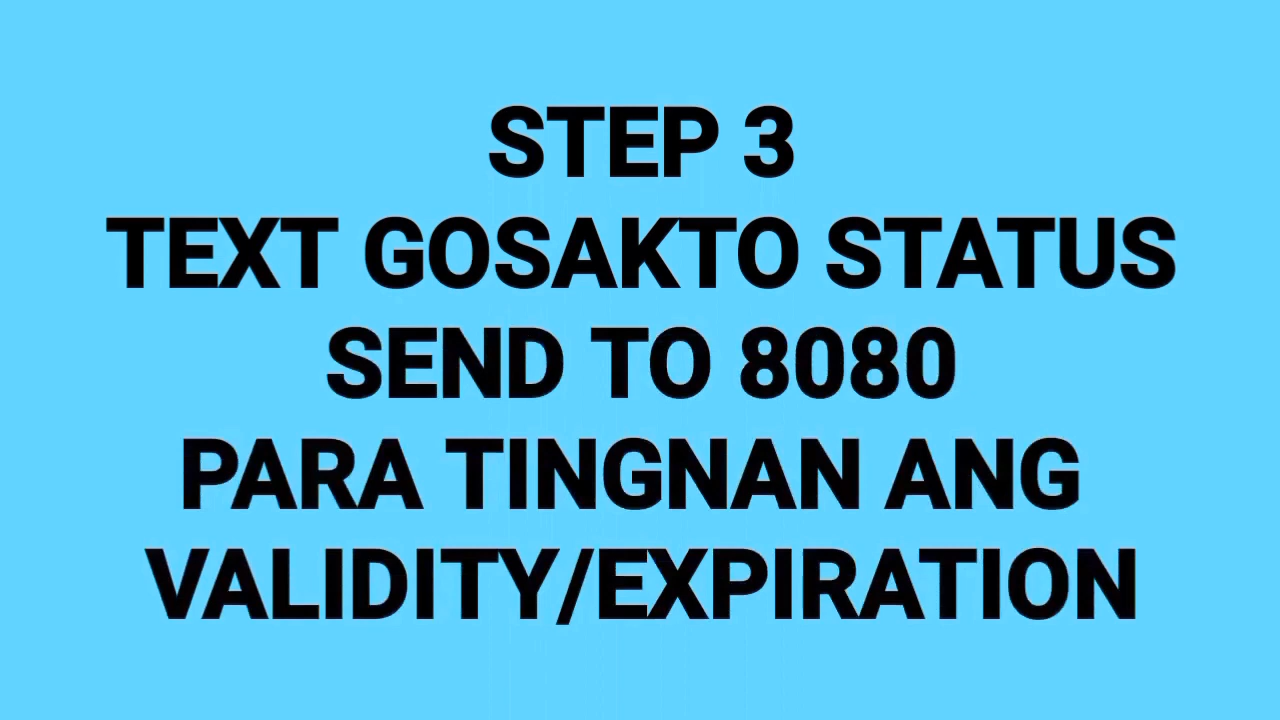 STEP 3
TEXT GOSAKTO STATUS
SEND TO 8080
PARA TINGNAN ANG
VALIDITY/EXPIRATION